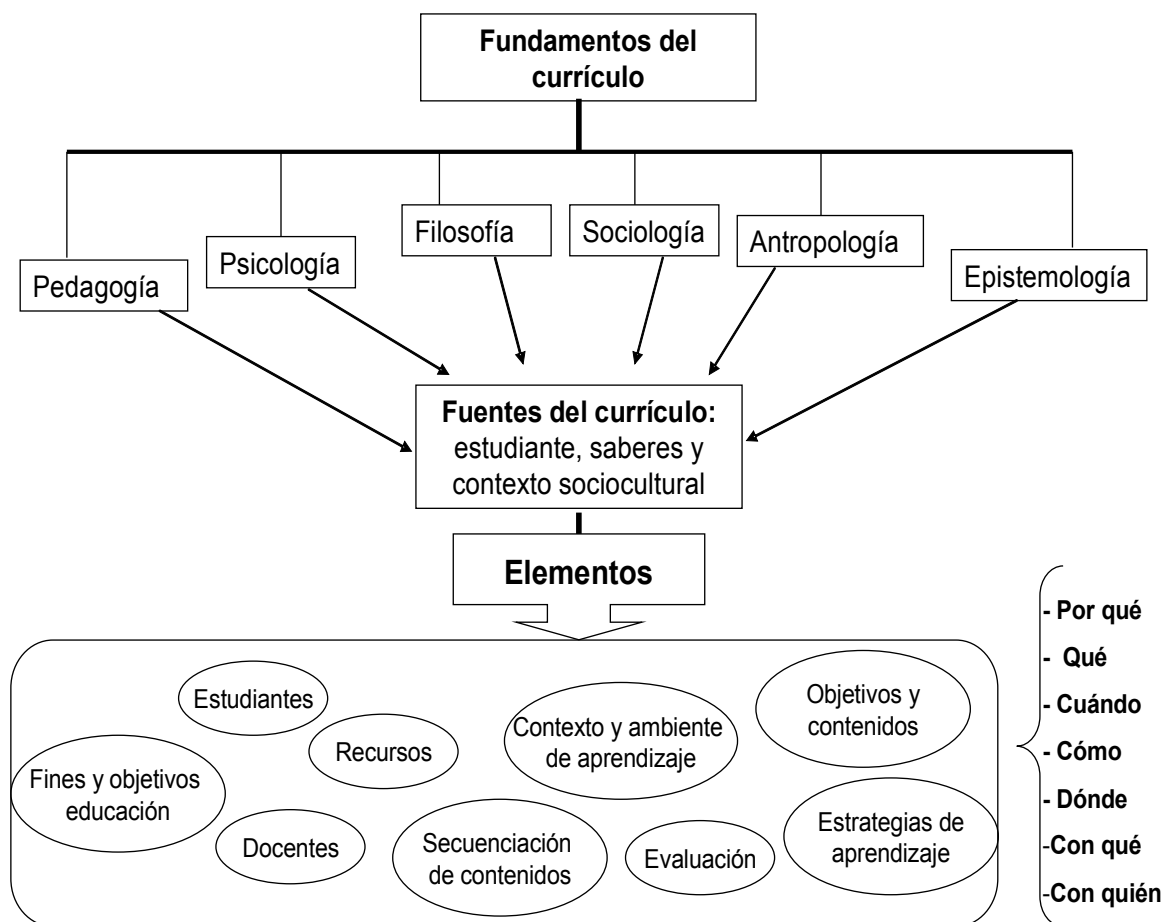 Fundamentos del
currículo
Pedagogía
Psicología
Filosofía
Sociología
Antropología
Epistemología
Fuentes del currículo:
estudiante, saberes y
contexto sociocultural
Elementos
Estudiantes
Recursos
Fines y objetivos
educación
Docentes
Contexto y ambiente
de aprendizaje
Secuenciación
de contenidos
Evaluación
Objetivos y
contenidos
Estrategias de
aprendizaje
- Por qué
- Qué
- Cuándo
- Cómo
- Dónde
-Con qué
-Con quién